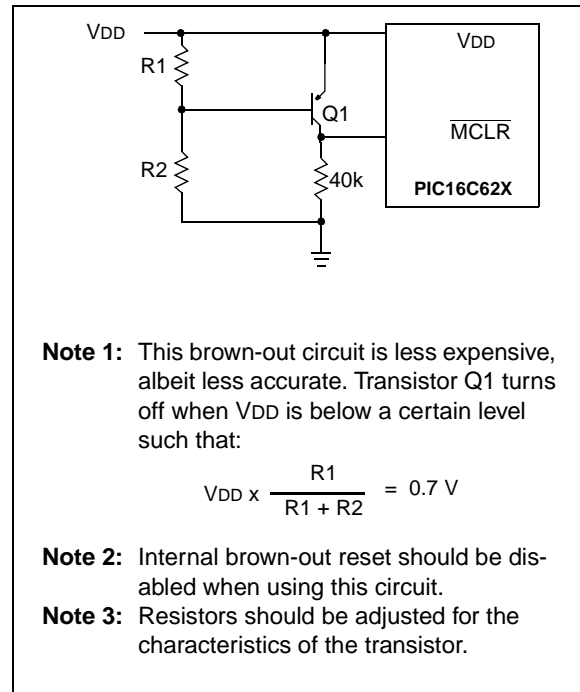 VDD
VDD
R1
Q1
MCLR
R2
40k
PIC16C62X
Note 1: This brown-out circuit is less expensive,
albeit less accurate. Transistor Q1 turns
off when VDD is below a certain level
such that:
VDD x R1 / R1 + R2 = 0.7 V
Note 2: Internal brown-out reset should be dis-
abled when using this circuit.
Note 3: Resistors should be adjusted for the
characteristics of the transistor.